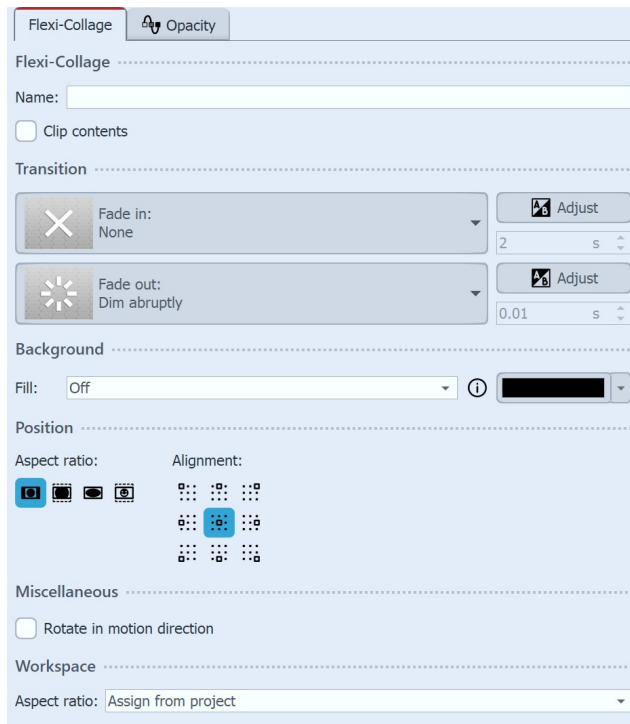 Flexi-Collage
Opacity
Flexi-Collage
Name:
Clip contents
Transition
Fade in:
None
A/B Adjust
2 s
Fade out:
Dim abruptly
A/B Adjust
0.01 s
Background
Fill: Off
Position
Aspect ratio: Alignment:
Miscellaneous
Rotate in motion direction
Workspace
Aspect ratio: Assign from project